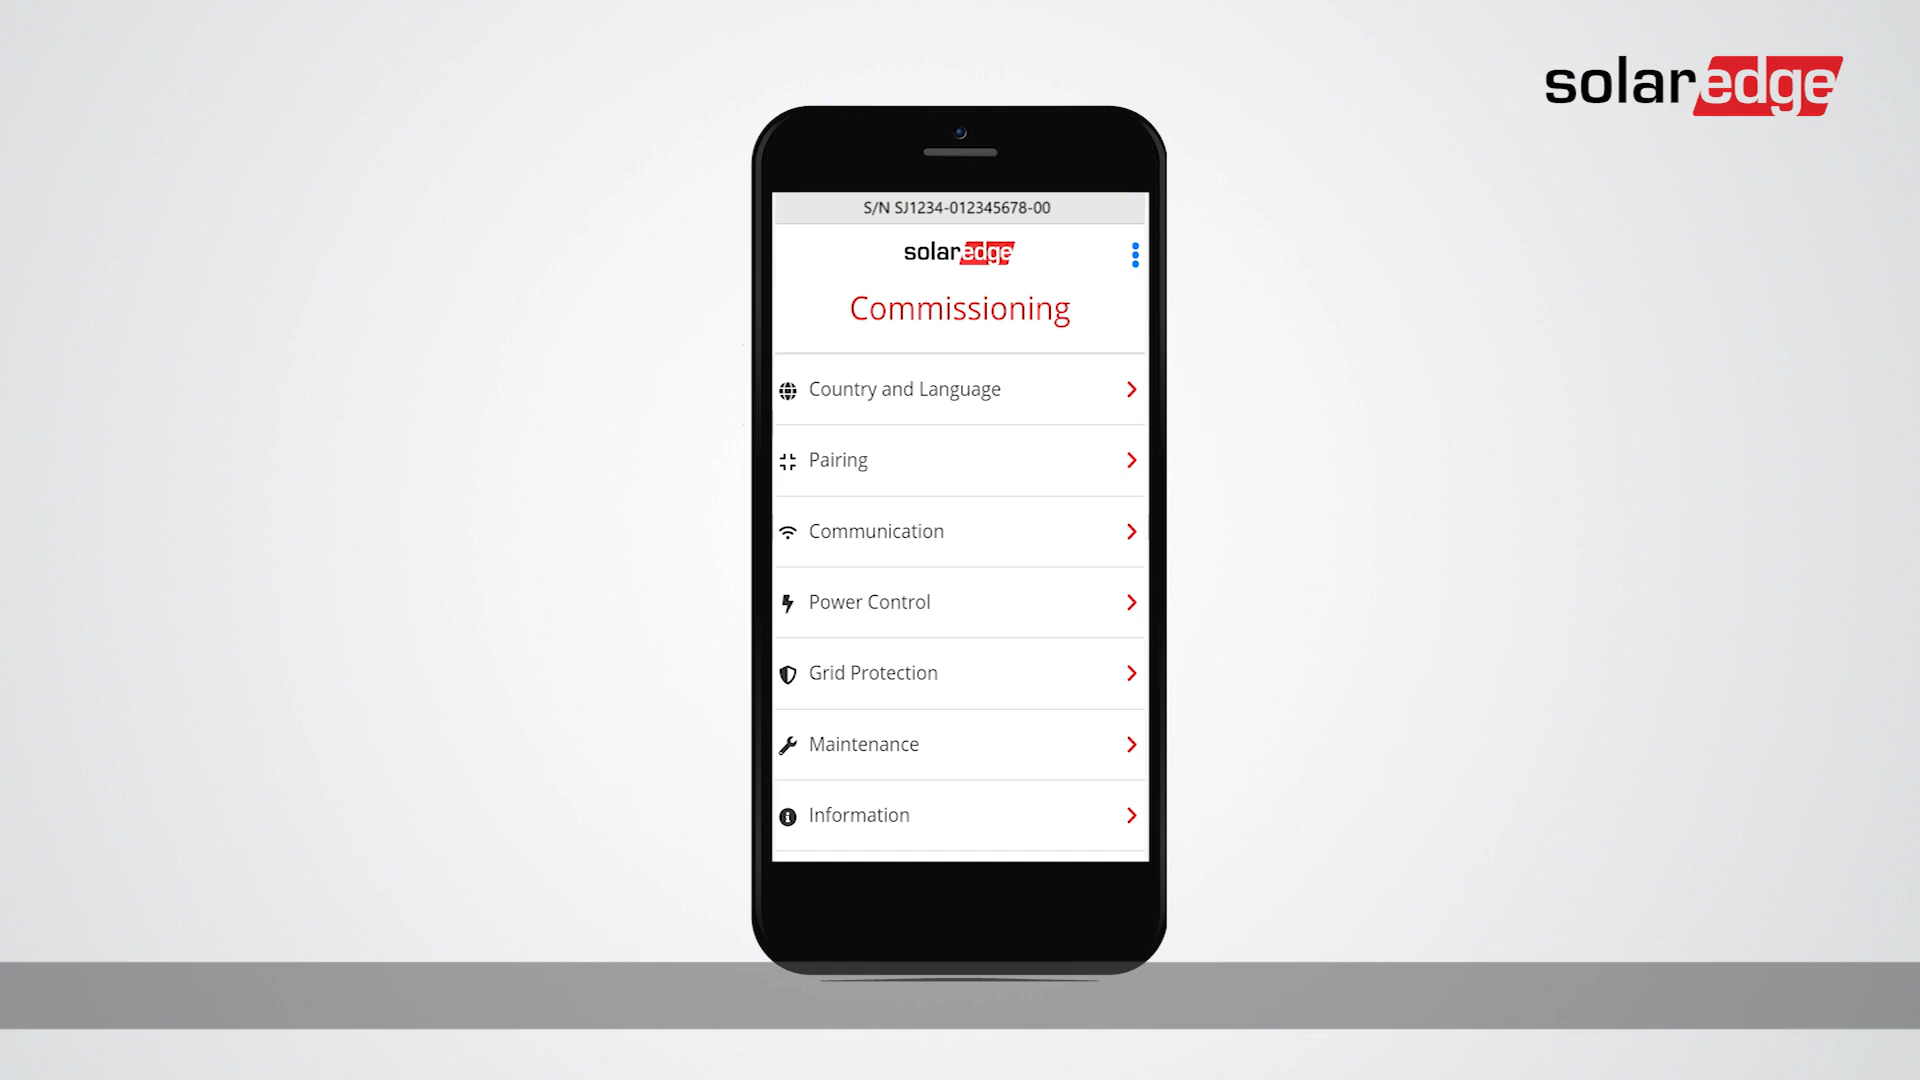 solaredge
S/N SJ1234-012345678-00
solaredge
Commissioning
Country and Language
Pairing
Communication
Power Control
Grid Protection
Maintenance
Information